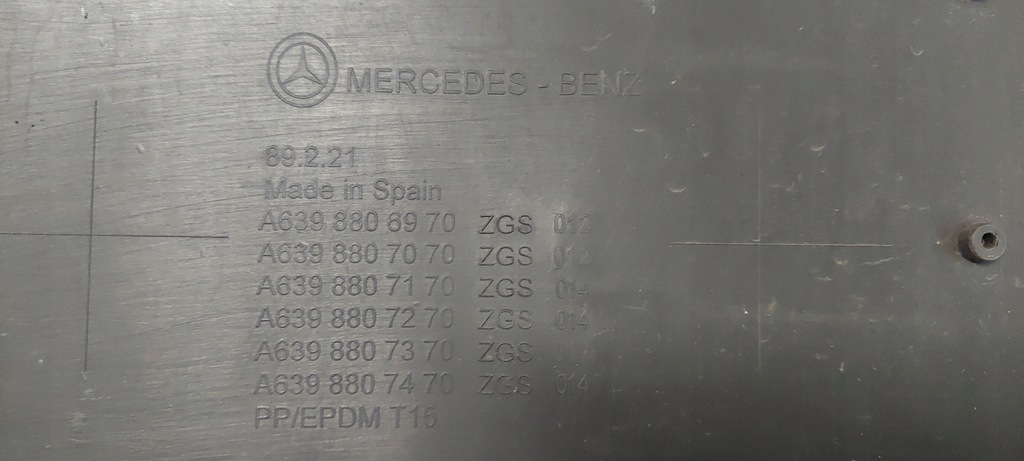 MERCEDES - BENZ
89.2.21
Made in Spain
A639 880 69 70 ZGS 012
A639 880 70 70 ZGS 012
A639 880 71 70 ZGS 014
A639 880 72 70 ZGS 014
A639 880 73 70 ZGS
A639 880 74 70 ZGS 014
PP/EPDM T15